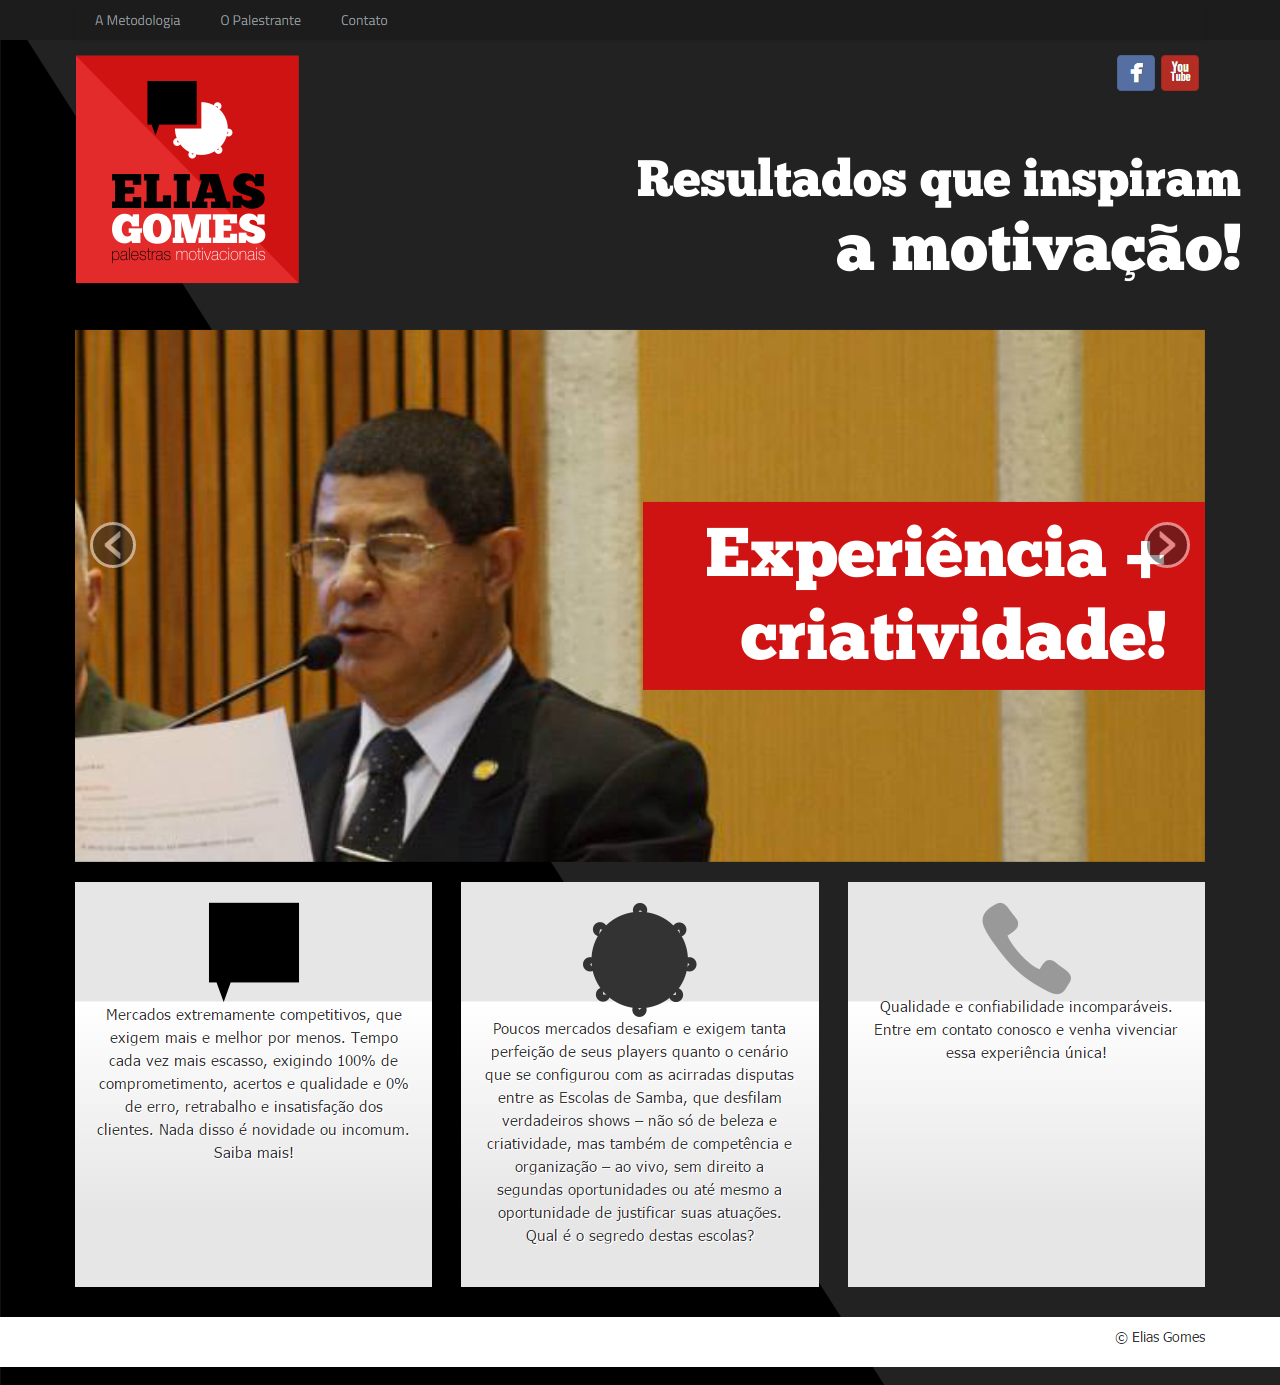 A Metodologia
O Palestrante
Contato
You
Tube
ELIAS
GOMES
palestras motivacionais
Resultados que inspiram
a motivação!
Experiência +
criatividade!
Mercados extremamente competitivos, que
exigem mais e melhor por menos. Tempo
cada vez mais escasso, exigindo 100% de
comprometimento, acertos e qualidade e 0%
de erro, retrabalho e insatisfação dos
clientes. Nada disso é novidade ou incomum.
Saiba mais!
Poucos mercados desafiam e exigem tanta
perfeição de seus players quanto o cenário
que se configurou com as acirradas disputas
entre as Escolas de Samba, que desfilam
verdadeiros shows – não só de beleza e
criatividade, mas também de competência e
organização – ao vivo, sem direito a
segundas oportunidades ou até mesmo a
oportunidade de justificar suas atuações.
Qual é o segredo destas escolas?
Qualidade e confiabilidade incomparáveis.
Entre em contato conosco e venha vivenciar
essa experiência única!
© Elias Gomes